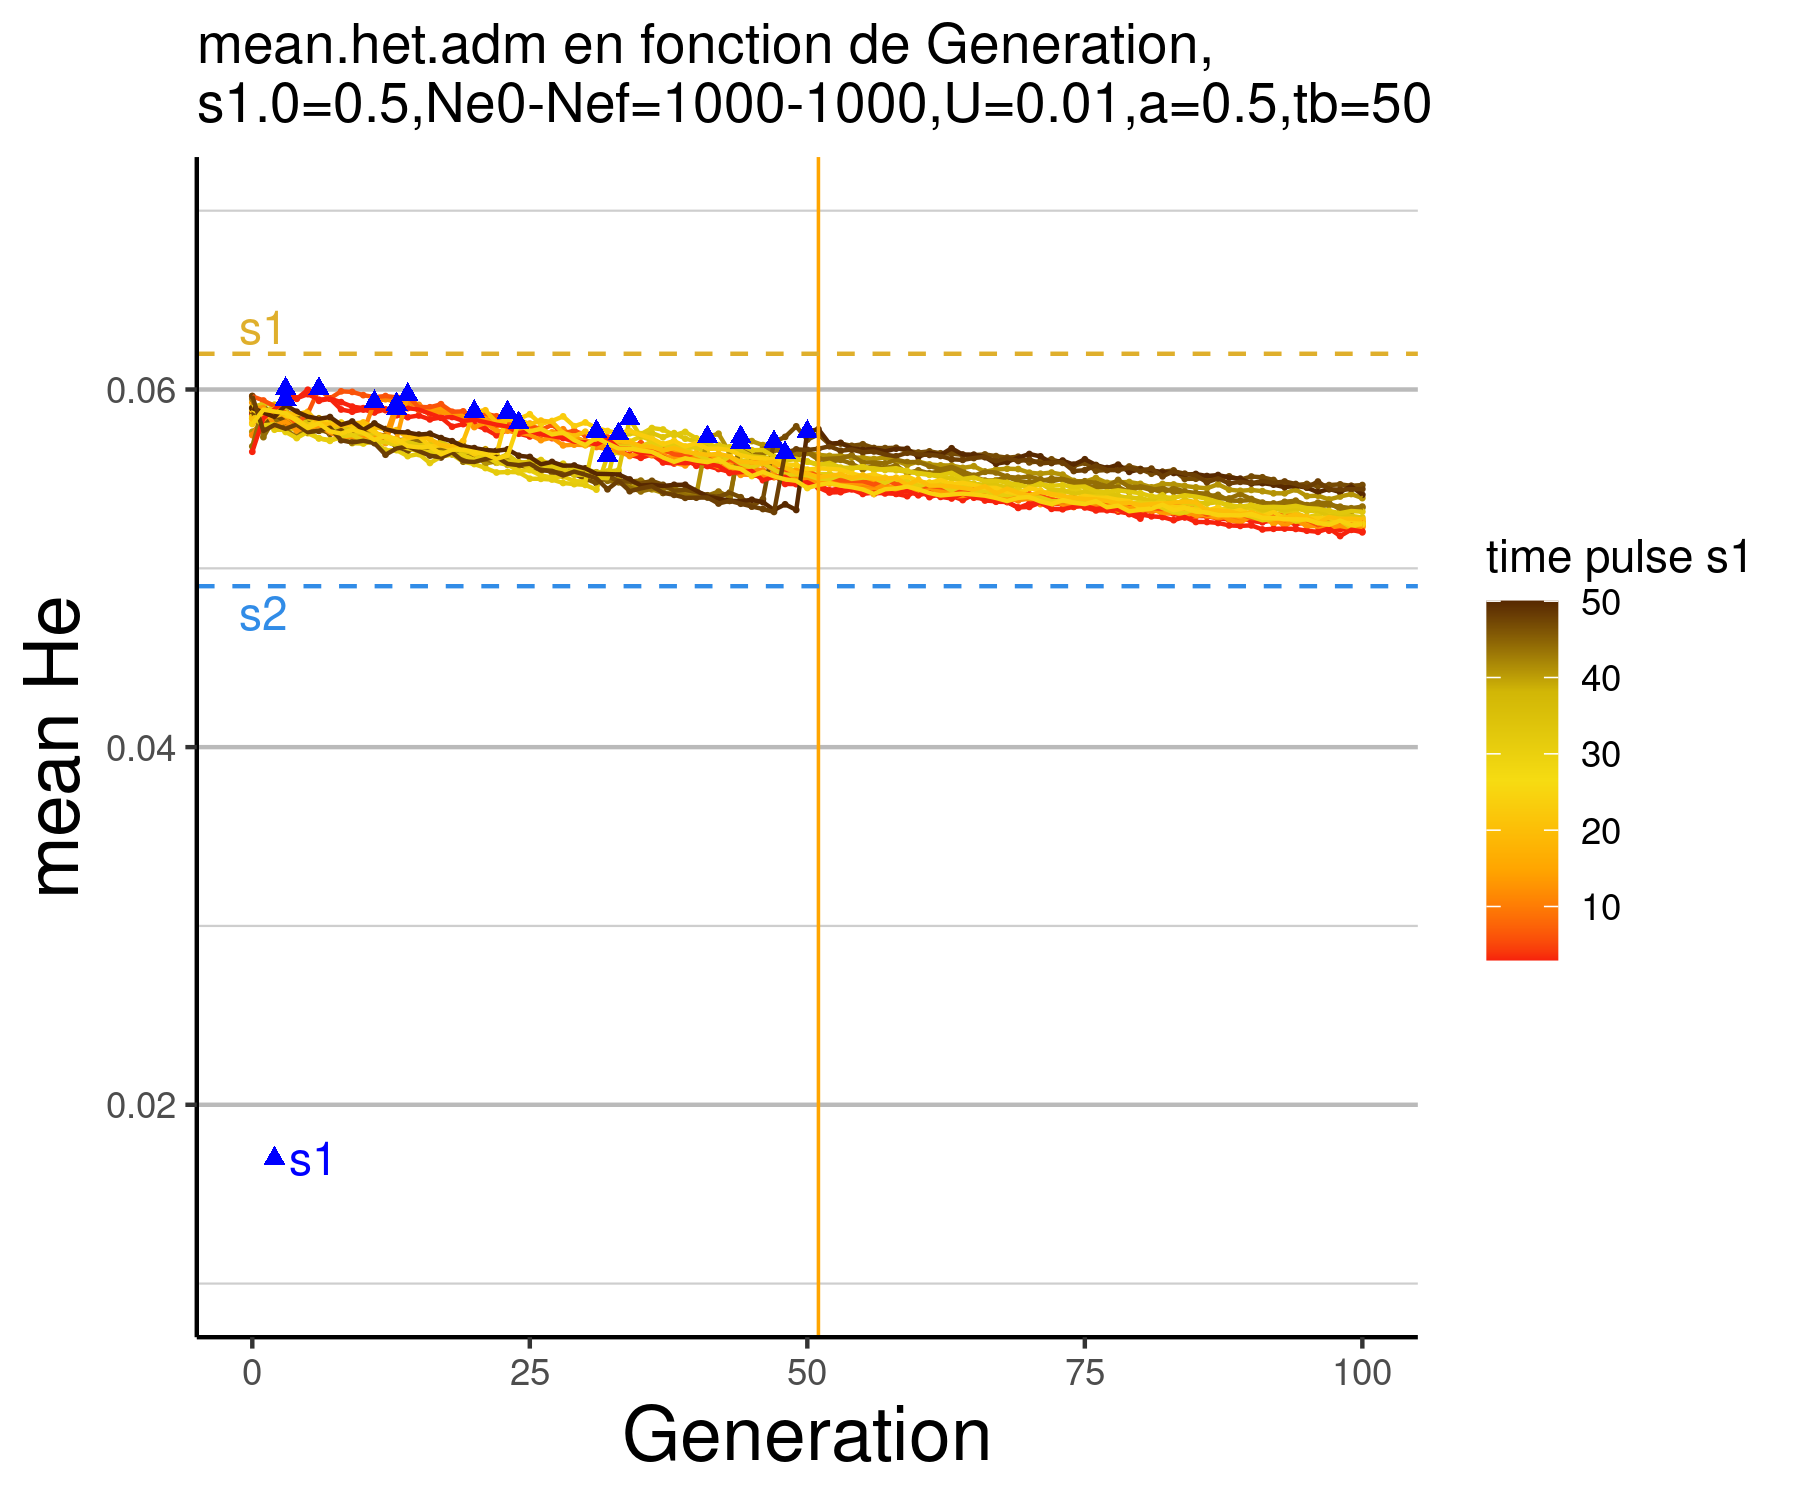 mean.het.adm en fonction de Generation,
s1.0=0.5,Ne0-Nef=1000-1000,U=0.01,a=0.5,tb=50
s1
0.06
s2
time pulse s1
50
40
30
20
10
mean He
0.04
0.02
s1
0 25 50 75 100
Generation